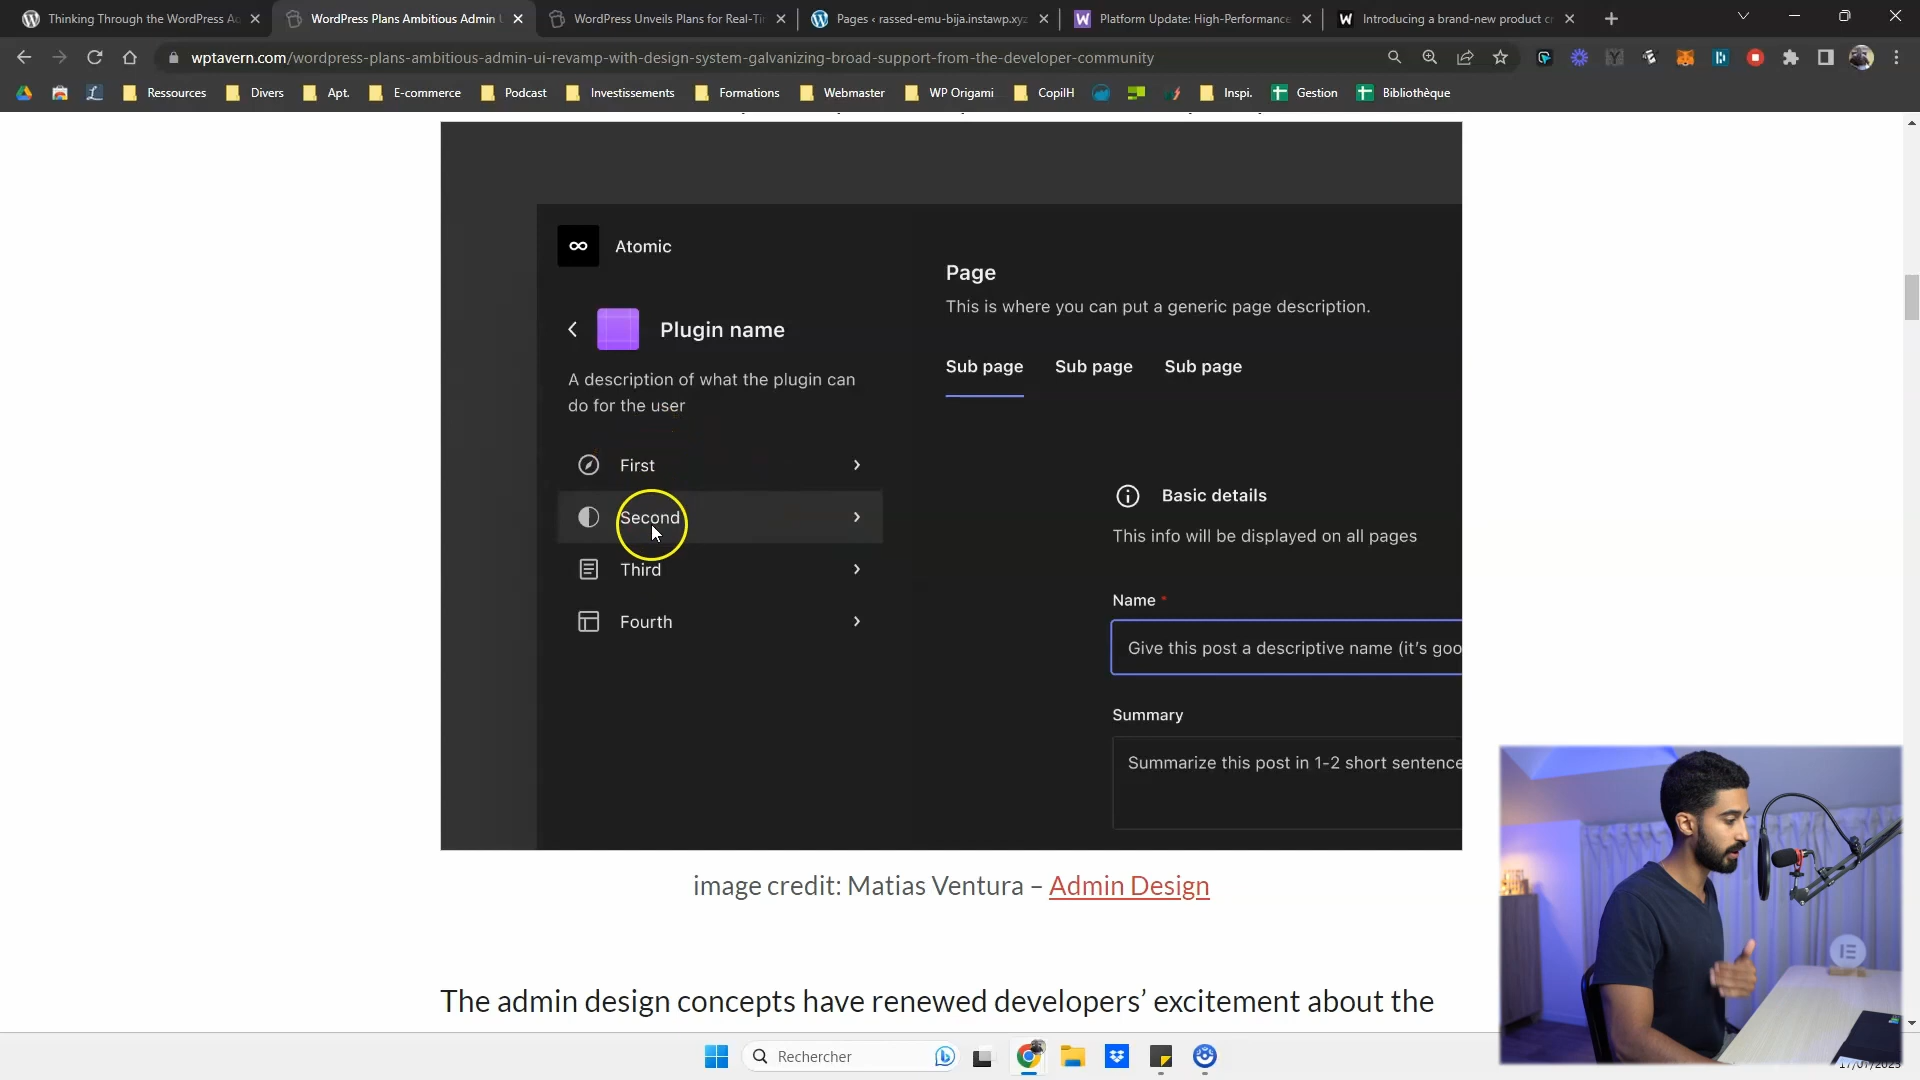 Thinking Through the WordPress Ad
WordPress Plans Ambitious Admin U
WordPress Unveils Plans for Real-Ti
Pages ‹ rassed-emu-bija.instawp.xyz
Platform Update: High-Performance
Introducing a brand-new product cr
wptavern.com/wordpress-plans-ambitious-admin-ui-revamp-with-design-system-galvanizing-broad-support-from-the-developer-community
Ressources
Divers
Apt.
E-commerce
Podcast
Investissements
Formations
Webmaster
WP Origami
CopilH
Inspi.
Gestion
Bibliothèque
Atomic
Plugin name
A description of what the plugin can
do for the user
First
Second
Third
Fourth
Page
This is where you can put a generic page description.
Sub page Sub page Sub page
Basic details
This info will be displayed on all pages
Name *
Give this post a descriptive name (it's goo
Summary
Summarize this post in 1-2 short sentence
image credit: Matias Ventura – Admin Design
The admin design concepts have renewed developers' excitement about the
Rechercher